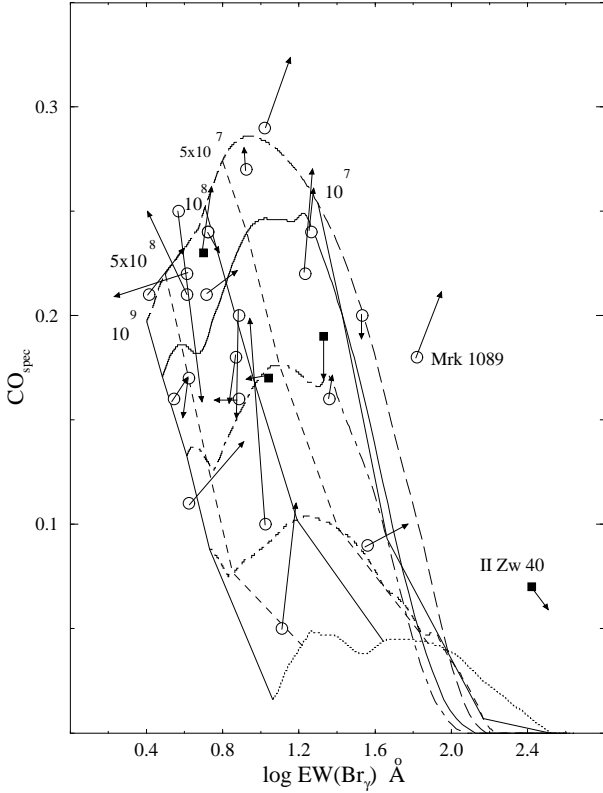 0.3
5x10^7
10^8
10^7
5x10^8
10^9
0.2
CO_spec
Mrk 1089
0.1
II Zw 40
0.4 0.8 1.2 1.6 2.0 2.4
log EW(Br_γ) Å